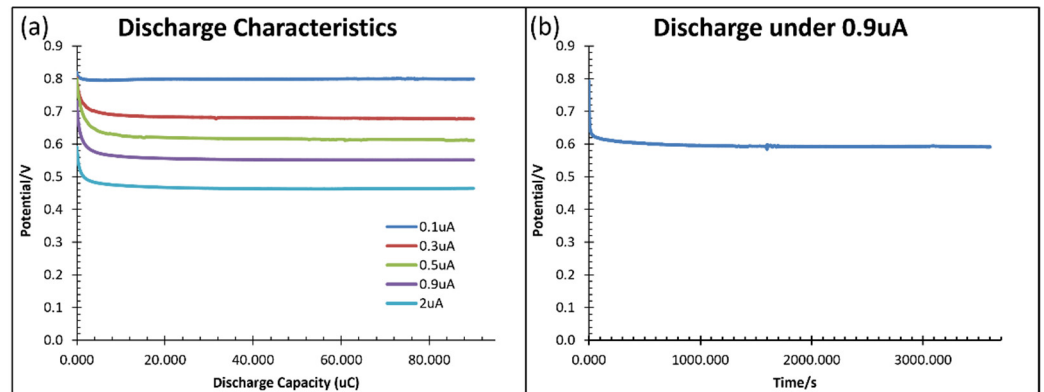 (a) Discharge Characteristics
0.9
0.8
0.7
0.6
0.5
0.4
0.3
0.2
0.1
0.0
Potential/V
0.1uA
0.3uA
0.5uA
0.9uA
2uA
0.000 20.000 40.000 60.000 80.000
Discharge Capacity (uC)
(b) Discharge under 0.9uA
0.9
0.8
0.7
0.6
0.5
0.4
0.3
0.2
0.1
0.0
Potential/V
0.000 1000.000 2000.000 3000.000
Time/s